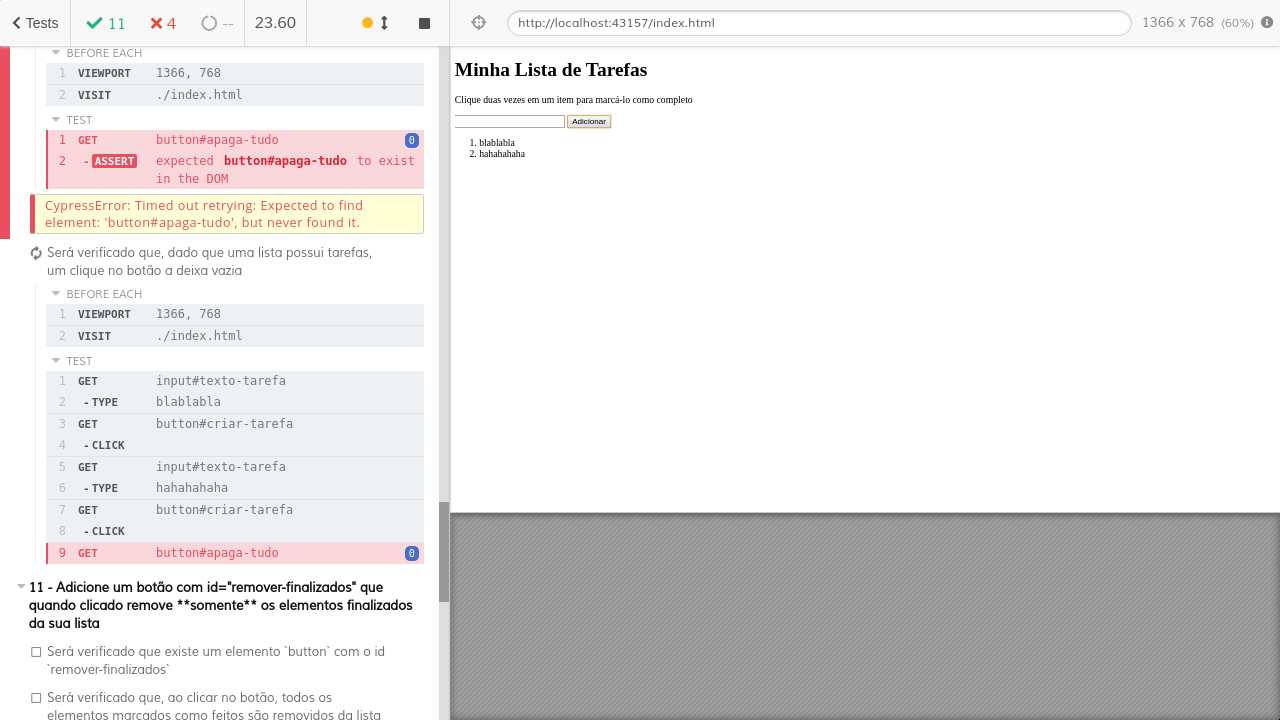 Tests
11
4
--
23.60
http://localhost:43157/index.html
1366 x 768 (60%)
BEFORE EACH
1 VIEWPORT 1366, 768
2 VISIT ./index.html
TEST
1 GET button#apaga-tudo 0
2 -ASSERT expected button#apaga-tudo to exist
in the DOM
CypressError: Timed out retrying: Expected to find
element: 'button#apaga-tudo', but never found it.
Será verificado que, dado que uma lista possui tarefas,
um clique no botão a deixa vazia
BEFORE EACH
1 VIEWPORT 1366, 768
2 VISIT ./index.html
TEST
1 GET input#texto-tarefa
2 -TYPE blablabla
3 GET button#criar-tarefa
4 -CLICK
5 GET input#texto-tarefa
6 -TYPE hahahahaha
7 GET button#criar-tarefa
8 -CLICK
9 GET button#apaga-tudo 0
11 - Adicione um botão com id="remover-finalizados" que
quando clicado remove **somente** os elementos finalizados
da sua lista
Será verificado que existe um elemento `button` com o id
`remover-finalizados`
Será verificado que, ao clicar no botão, todos os
elementos marcados como feitos são removidos da lista
Minha Lista de Tarefas
Clique duas vezes em um item para marcá-lo como completo
Adicionar
1. blablabla
2. hahahahaha